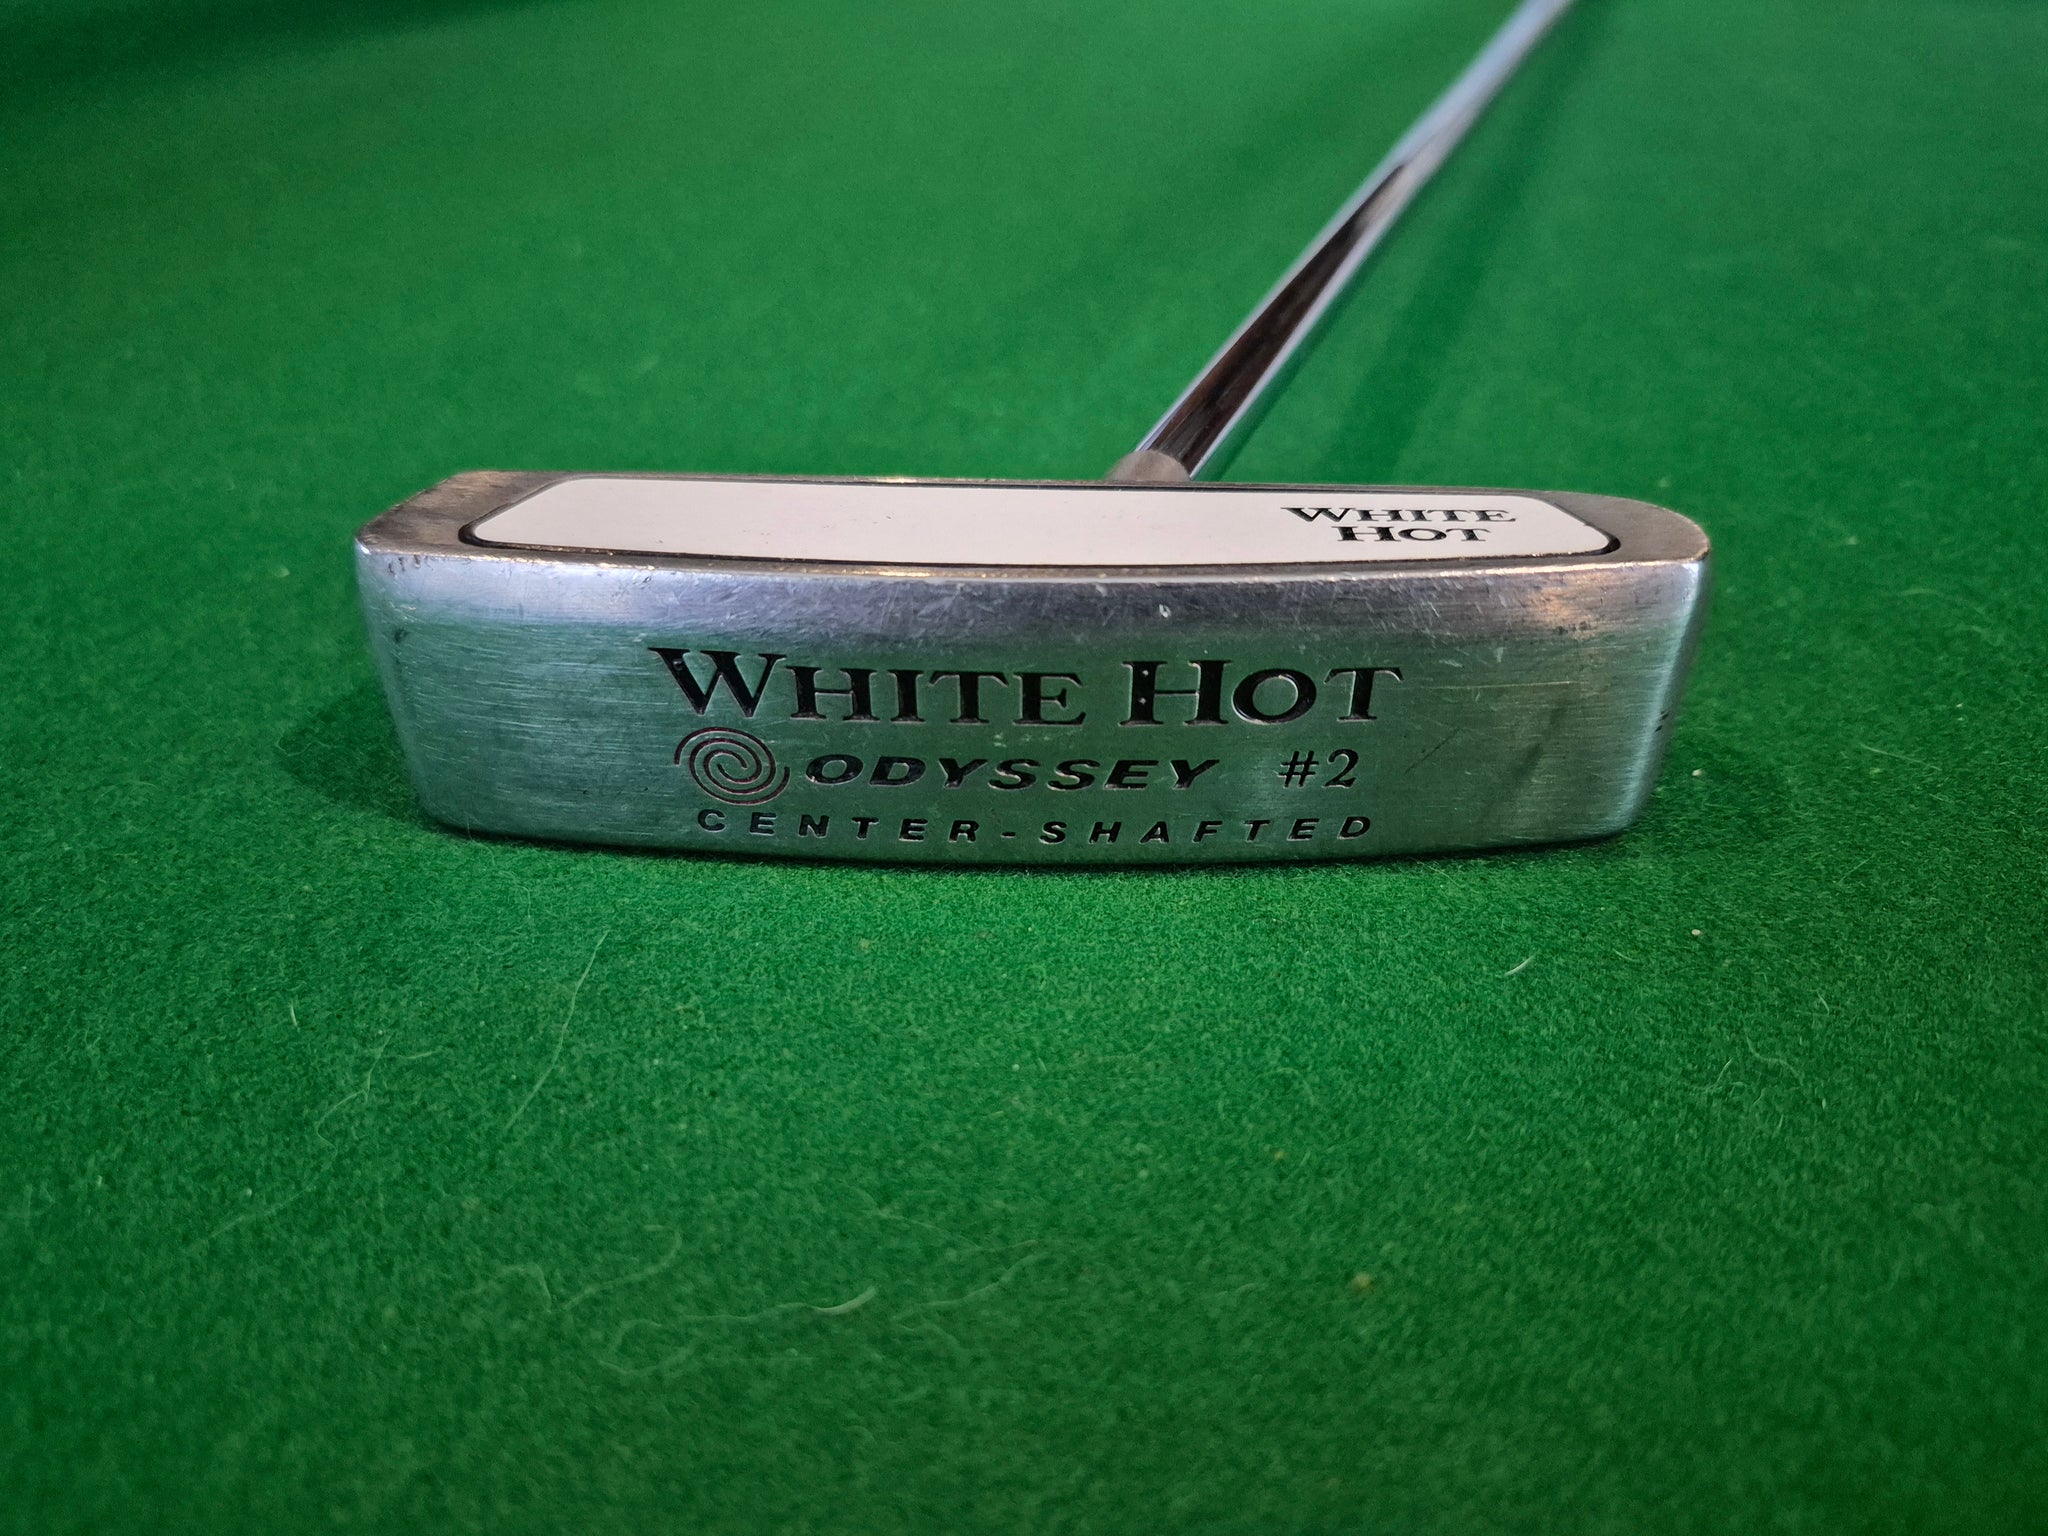 WHITE
HOT
WHITE HOT
ODYSSEY #2
CENTER-SHAFTED